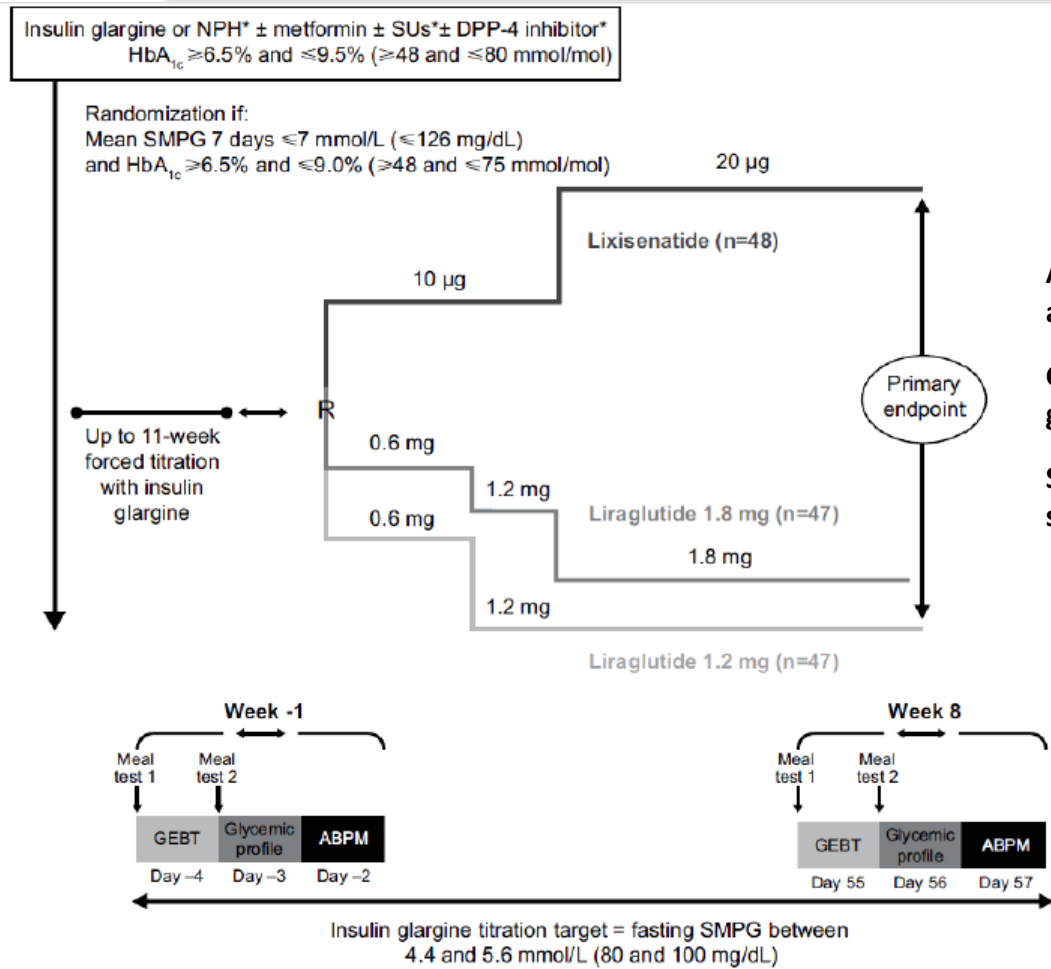 Insulin glargine or NPH* ± metformin ± SUs*± DPP-4 inhibitor*
HbA1c ≥6.5% and ≤9.5% (≥48 and ≤80 mmol/mol)
Randomization if:
Mean SMPG 7 days ≤7 mmol/L (≤126 mg/dL)
and HbA1c ≥6.5% and ≤9.0% (≥48 and ≤75 mmol/mol)
20 µg
Lixisenatide (n=48)
10 µg
Primary
endpoint
R
Up to 11-week
forced titration
with insulin
glargine
0.6 mg
1.2 mg
0.6 mg
Liraglutide 1.8 mg (n=47)
1.8 mg
1.2 mg
Liraglutide 1.2 mg (n=47)
Week -1
Meal
test 1
Meal
test 2
GEBT
Glycemic
profile
ABPM
Day –4
Day –3
Day –2
Week 8
Meal
test 1
Meal
test 2
GEBT
Glycemic
profile
ABPM
Day 55
Day 56
Day 57
Insulin glargine titration target = fasting SMPG between
4.4 and 5.6 mmol/L (80 and 100 mg/dL)